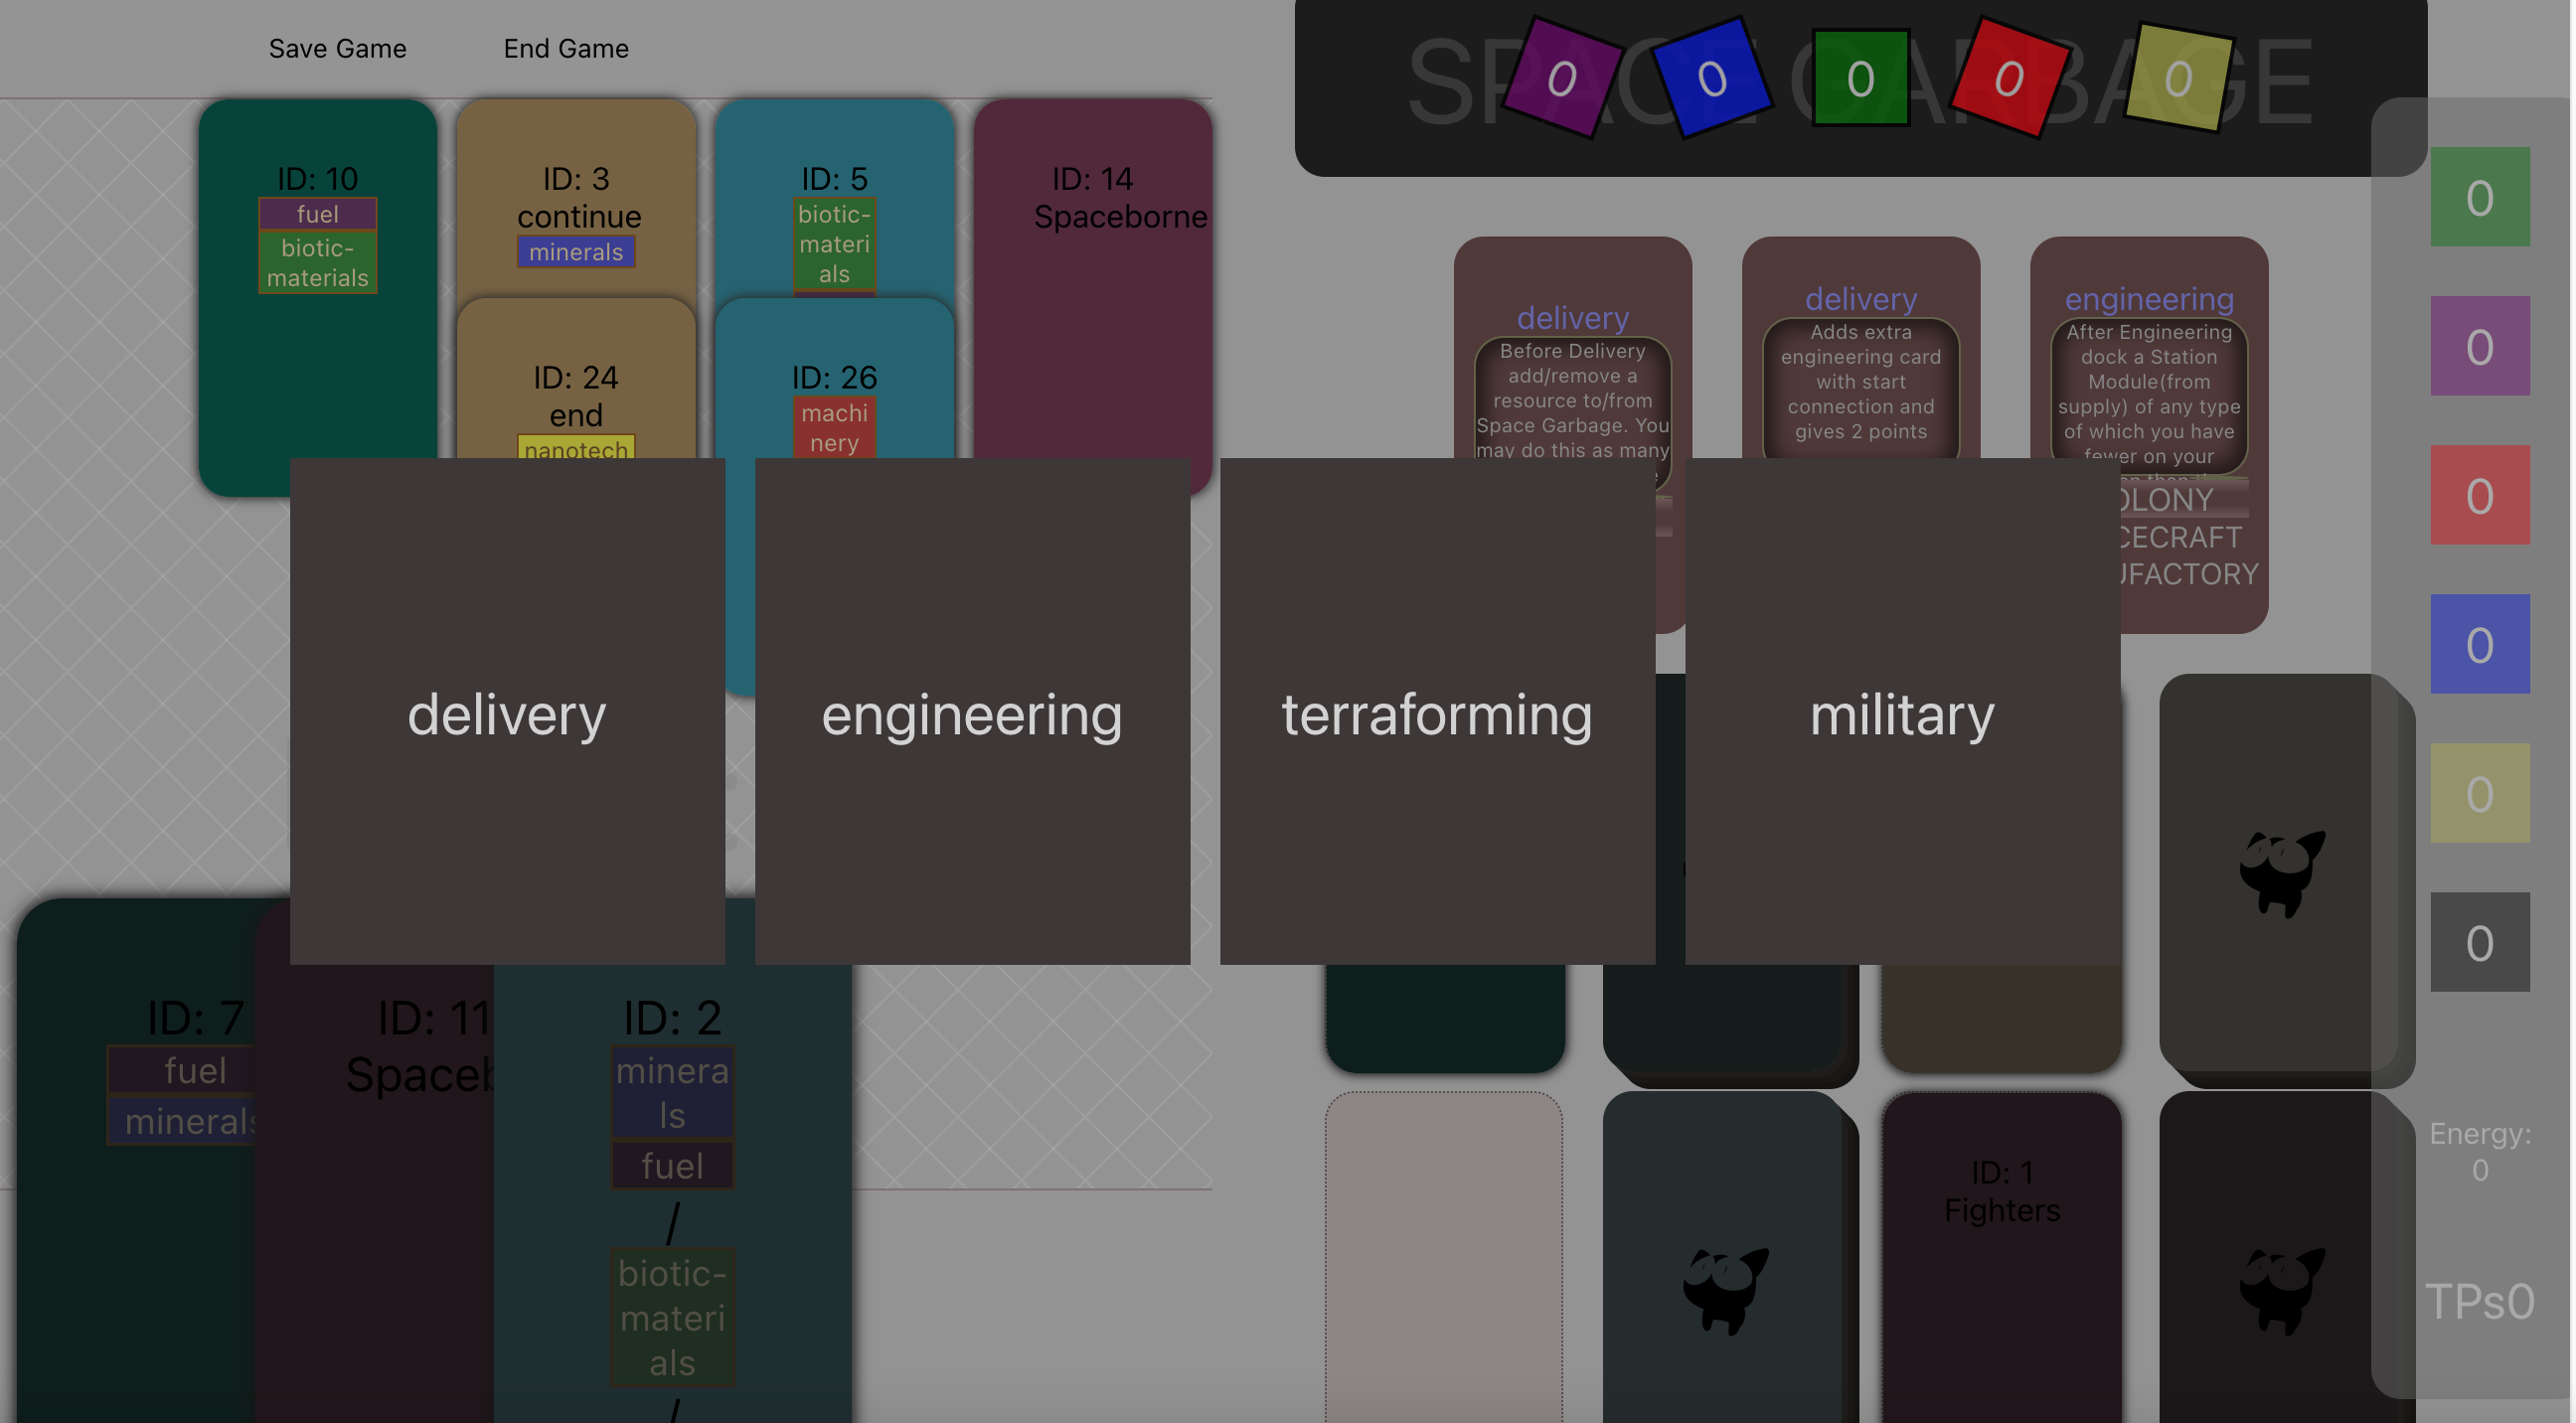 Save Game
End Game
SPACE GARBAGE
0
0
0
0
0
ID: 10
fuel
biotic-
materials
ID: 3
continue
minerals
ID: 24
end
nanotech
ID: 5
biotic-
materi
als
ID: 26
machi
nery
ID: 14
Spaceborne
delivery
Before Delivery
add/remove a
resource to/from
Space Garbage. You
may do this as many
delivery
Adds extra
engineering card
with start
connection and
gives 2 points
engineering
After Engineering
dock a Station
Module(from
supply) of any type
of which you have
fewer on your
OLONY
CECRAFT
UFACTORY
delivery
engineering
terraforming
military
ID: 7
fuel
minerals
ID: 11
Spaceb
ID: 2
minera
ls
fuel
/
biotic-
materi
als
/
ID: 1
Fighters
0
0
0
0
0
0
Energy:
0
TPs0